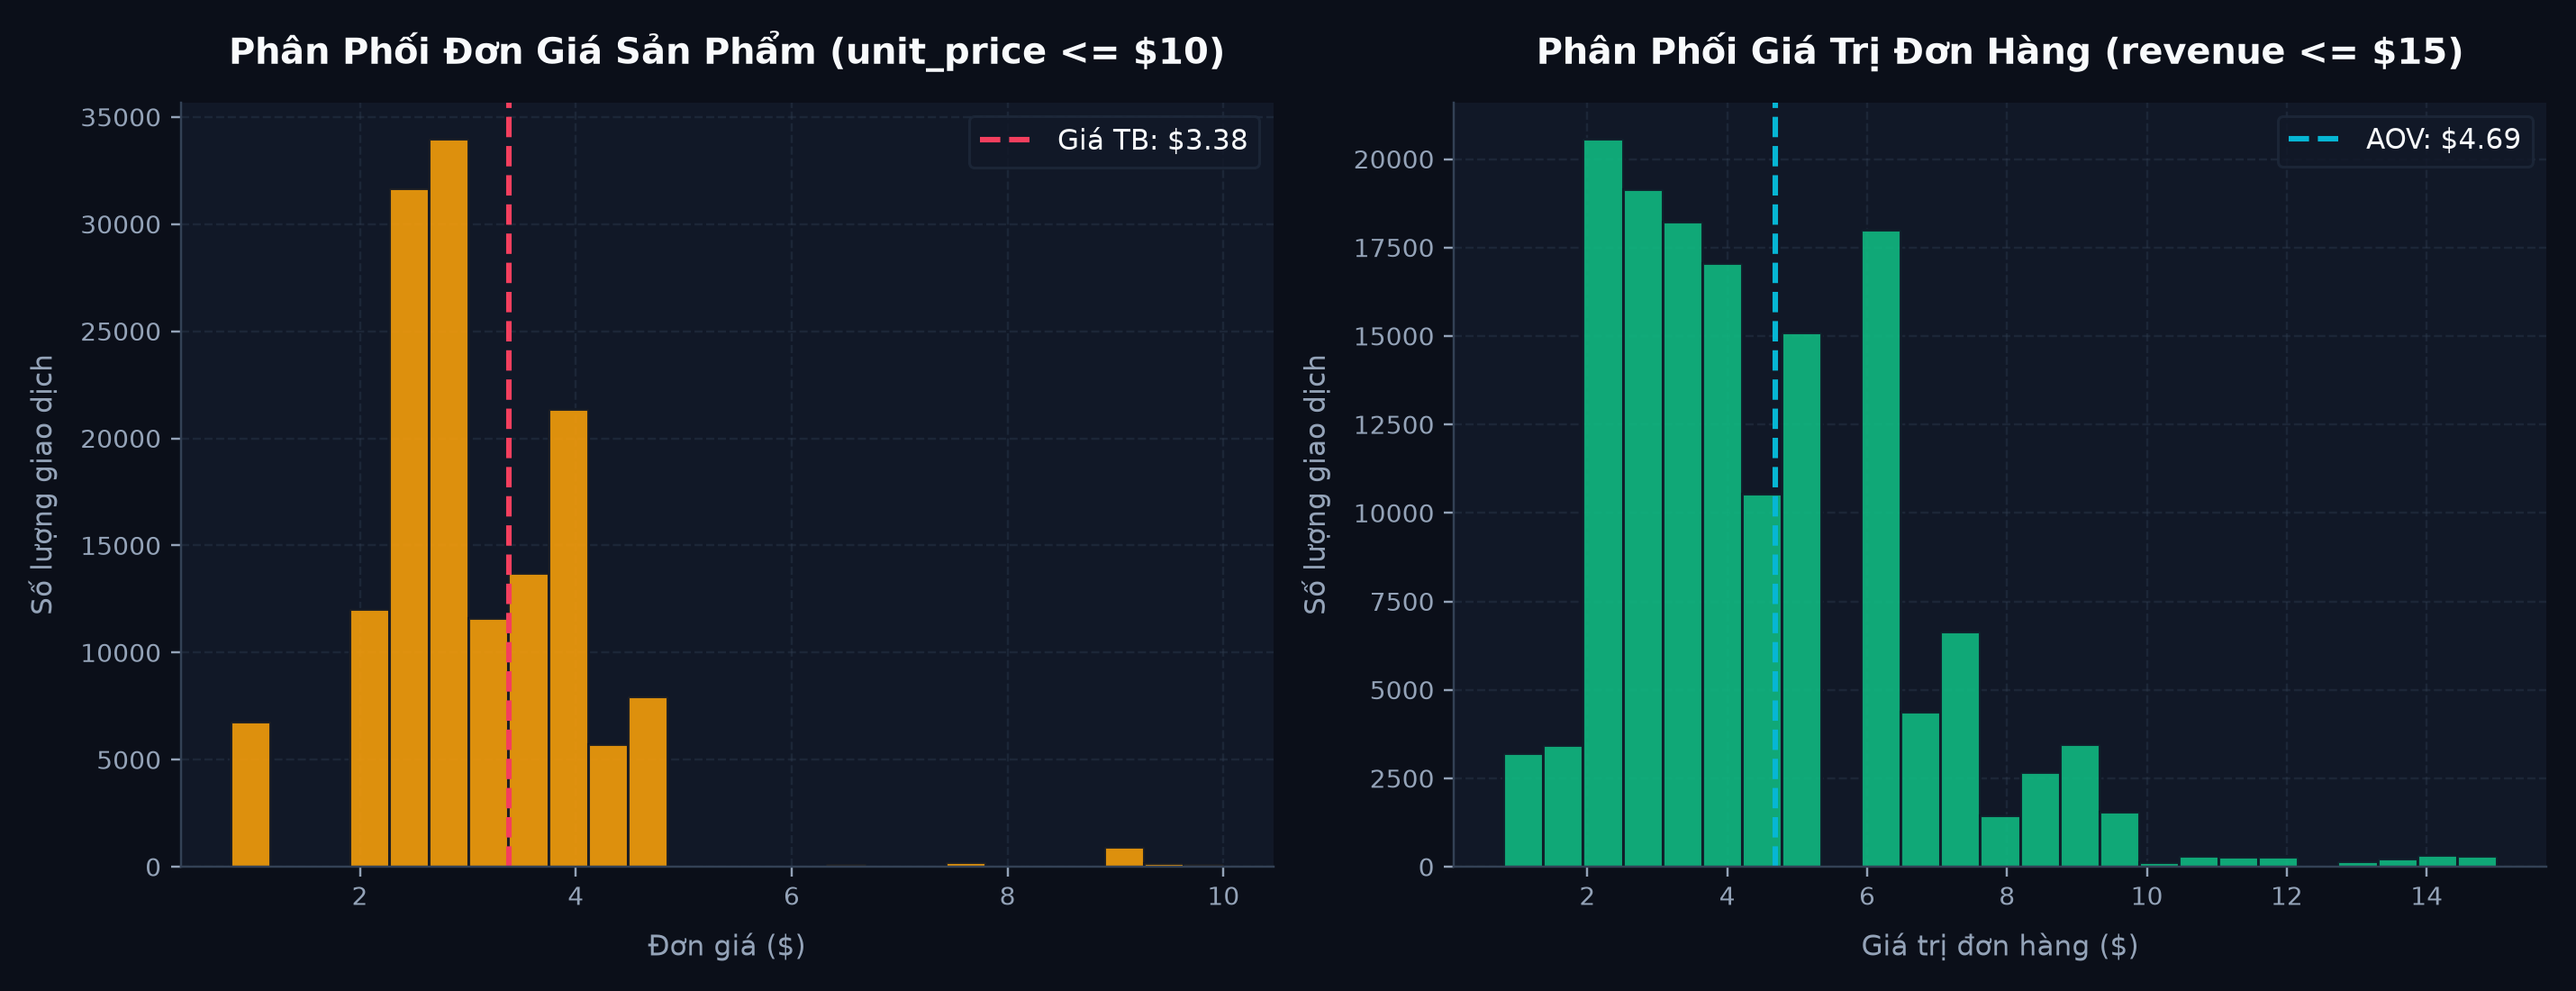 Phân Phối Đơn Giá Sản Phẩm (unit_price <= $10)
35000
30000
25000
20000
15000
10000
5000
0
Số lượng giao dịch
Giá TB: $3.38
2 4 6 8 10
Đơn giá ($)
Phân Phối Giá Trị Đơn Hàng (revenue <= $15)
20000
17500
15000
12500
10000
7500
5000
2500
0
Số lượng giao dịch
AOV: $4.69
2 4 6 8 10 12 14
Giá trị đơn hàng ($)